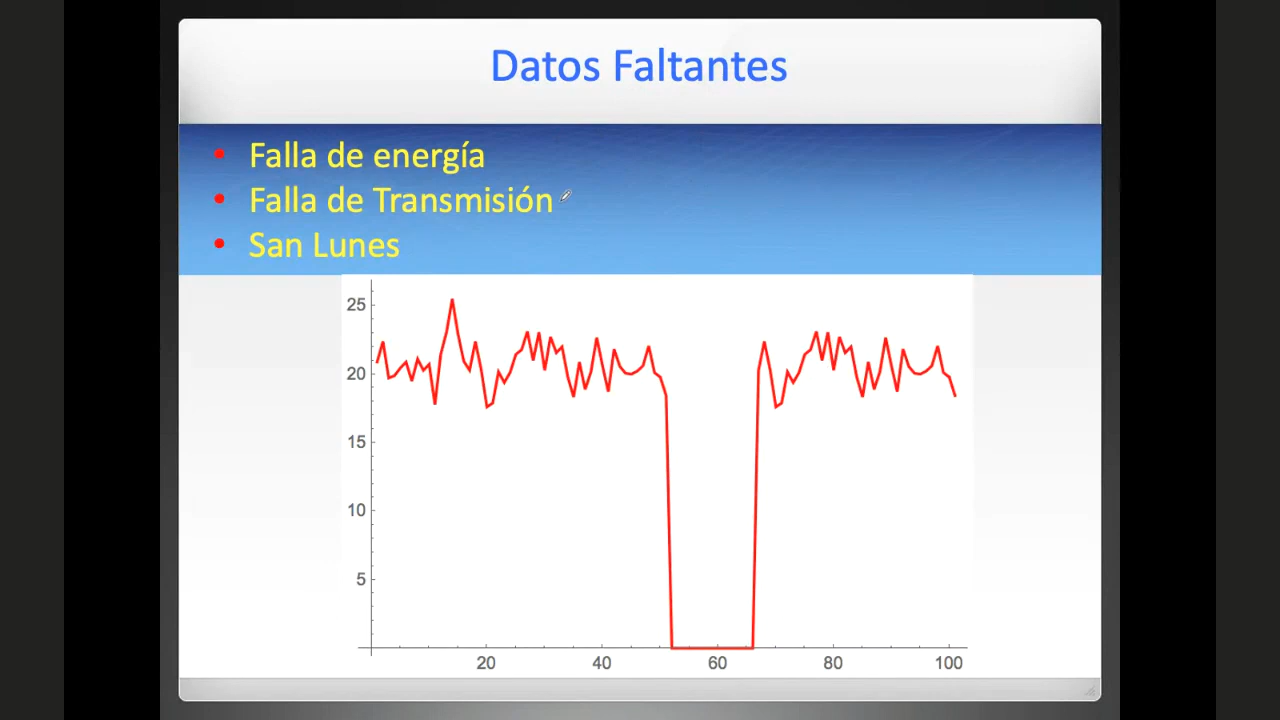 Datos Faltantes
• Falla de energía
• Falla de Transmisión
• San Lunes
25
20
15
10
5
20 40 60 80 100